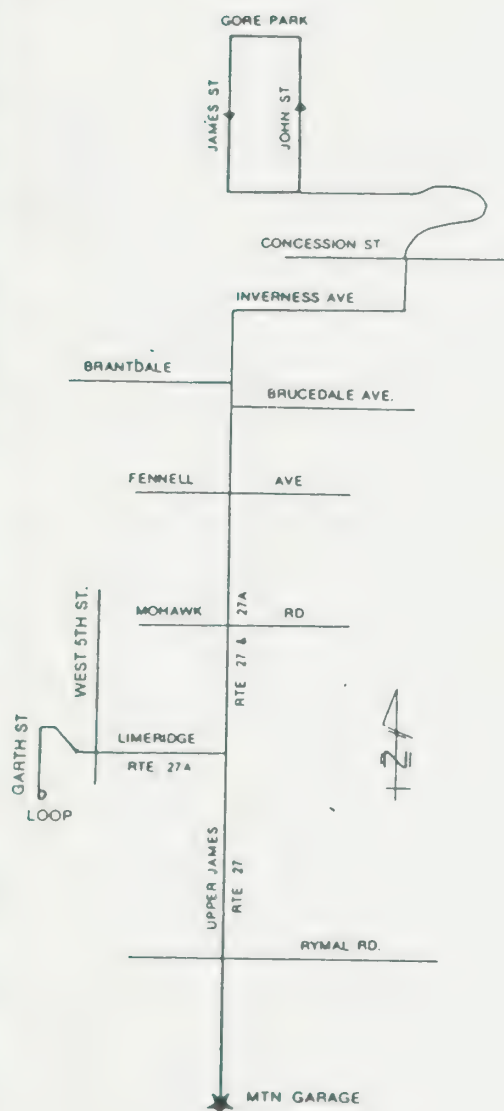 GORE PARK
JAMES ST
JOHN ST
CONCESSION ST
INVERNESS AVE
BRANTDALE
BRUCEDALE AVE.
FENNELL AVE
MOHAWK RD
RTE 27 & 27A
WEST 5TH ST.
GARTH ST
LIMERIDGE
RTE 27A
LOOP
UPPER JAMES
RTE 27
RYMAL RD.
MTN GARAGE